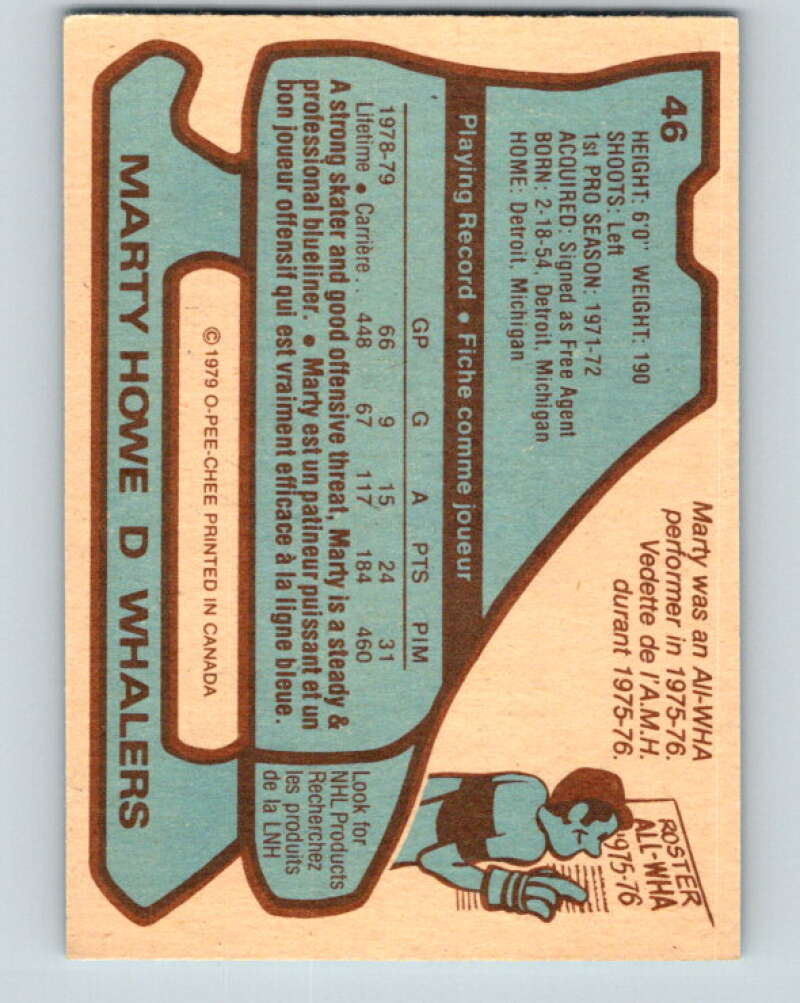 46
HEIGHT: 6'0" WEIGHT: 190
SHOOTS: Left
1st PRO SEASON: 1971-72
ACQUIRED: Signed as Free Agent
BORN: 2-18-54, Detroit, Michigan
HOME: Detroit, Michigan
Marty was an All-WHA
performer in 1975-76.
Vedette de l'A.M.H.
durant 1975-76.
ROSTER
ALL-WHA
1975-76
Playing Record • Fiche comme joueur
GP G A PTS PIM
1978-79 66 9 15 24 31
Lifetime • Carrière . . 448 67 117 184 460
A strong skater and good offensive threat, Marty is a steady &
professional blueliner. • Marty est un patineur puissant et un
bon joueur offensif qui est vraiment efficace à la ligne bleue.
Look for
NHL Products
Recherchez
les produits
de la LNH
© 1979 O-PEE-CHEE PRINTED IN CANADA
MARTY HOWE D WHALERS